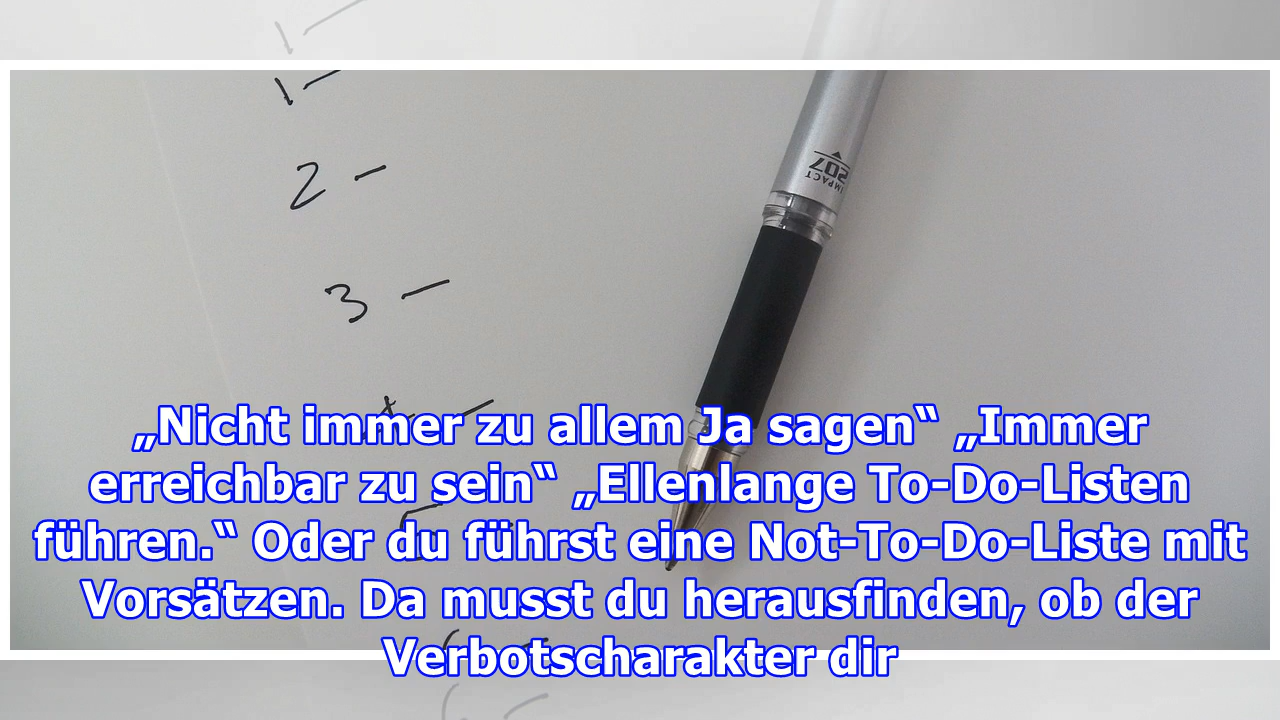 1 —
2 —
3 —
IMPACT
207
„Nicht immer zu allem Ja sagen“ „Immer
erreichbar zu sein“ „Ellenlange To-Do-Listen
führen.“ Oder du führst eine Not-To-Do-Liste mit
Vorsätzen. Da musst du herausfinden, ob der
Verbotscharakter dir